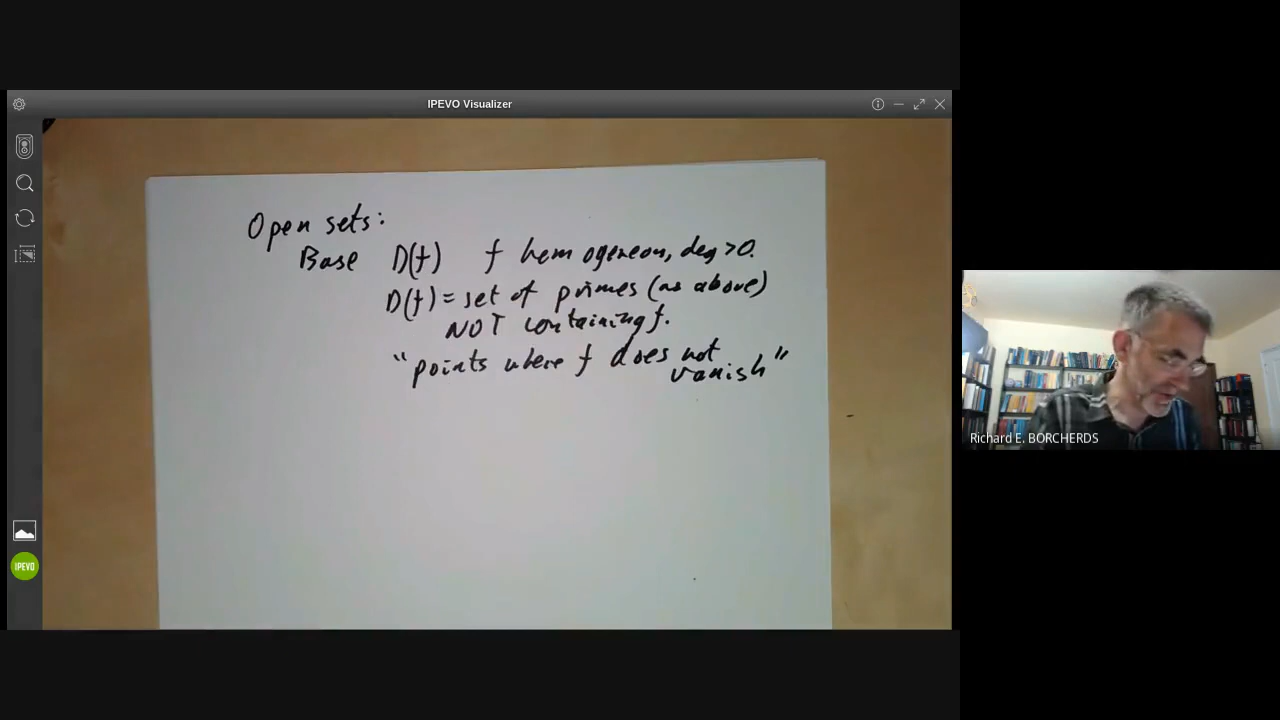 IPEVO Visualizer
Open sets:
Base D(f) f homogeneous, deg>0.
D(f) = set of primes (as above)
NOT containing f.
"points where f does not
vanish"
IPEVO
Richard E. BORCHERDS